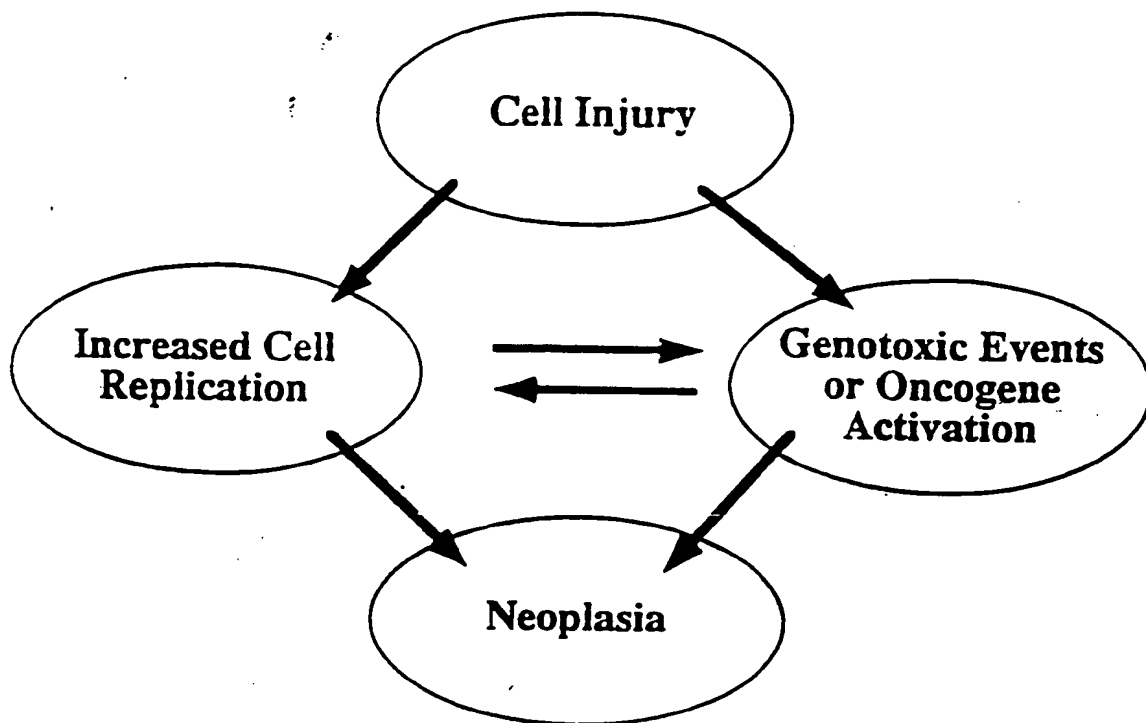 Cell Injury
Increased Cell
Replication
Genotoxic Events
or Oncogene
Activation
Neoplasia